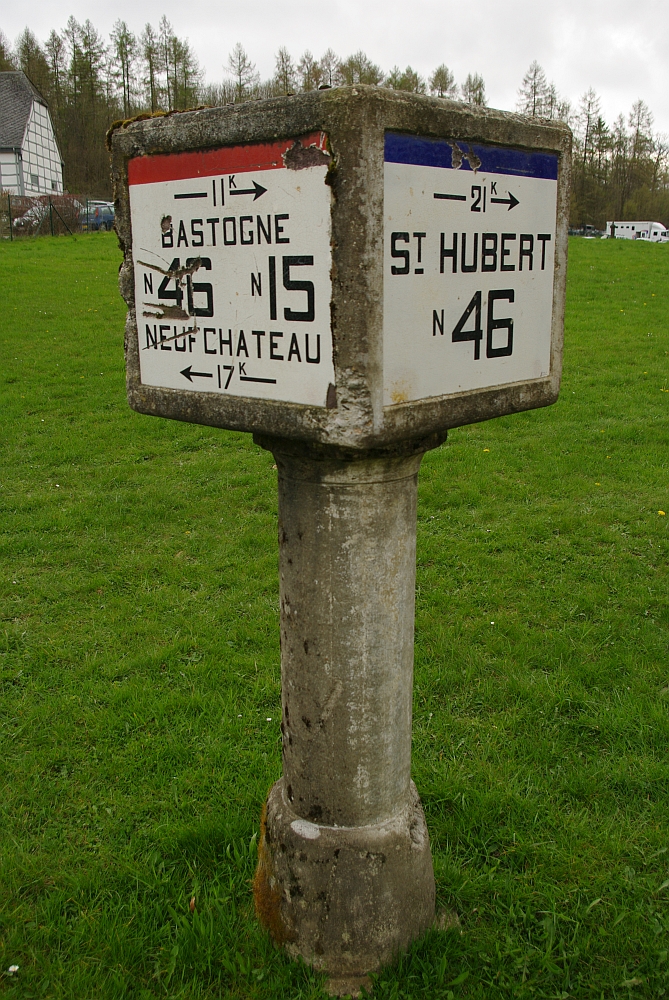 11K
BASTOGNE
N 46 N 15
NEUFCHATEAU
17K
21K
ST HUBERT
N 46